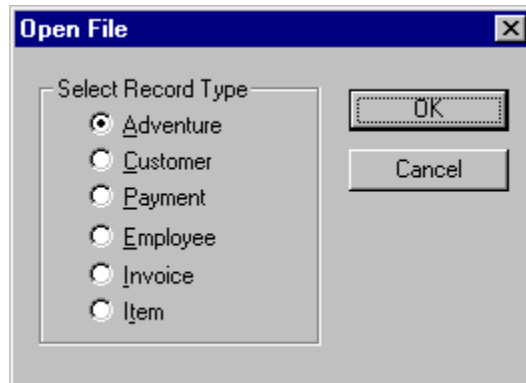 Open File
Select Record Type
Adventure
OK
Customer
Cancel
Payment
Employee
Invoice
Item